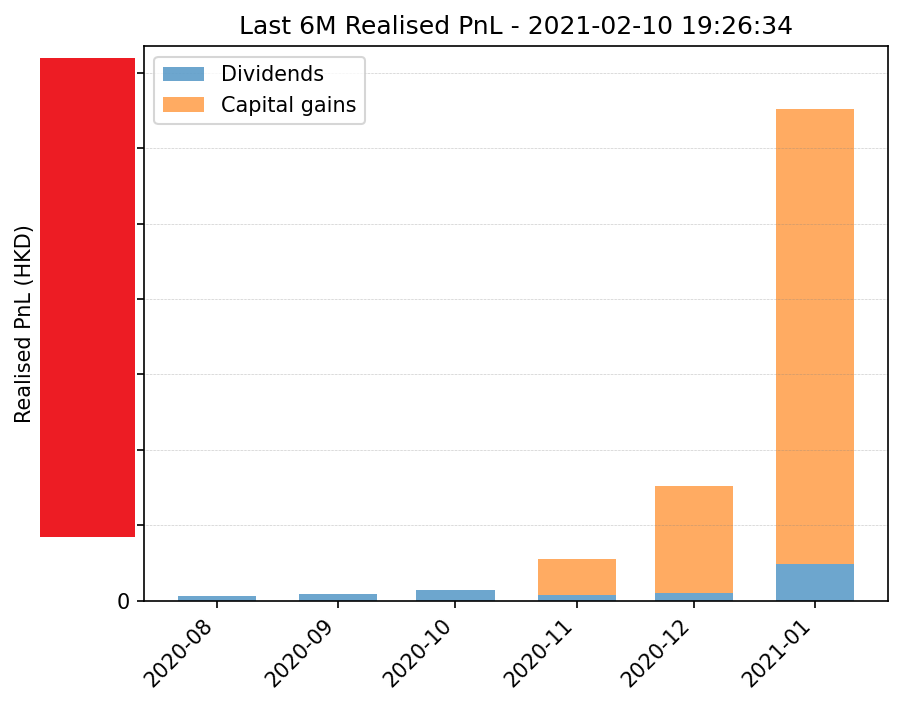 Last 6M Realised PnL - 2021-02-10 19:26:34
Dividends
Capital gains
Realised PnL (HKD)
0
2020-08
2020-09
2020-10
2020-11
2020-12
2021-01